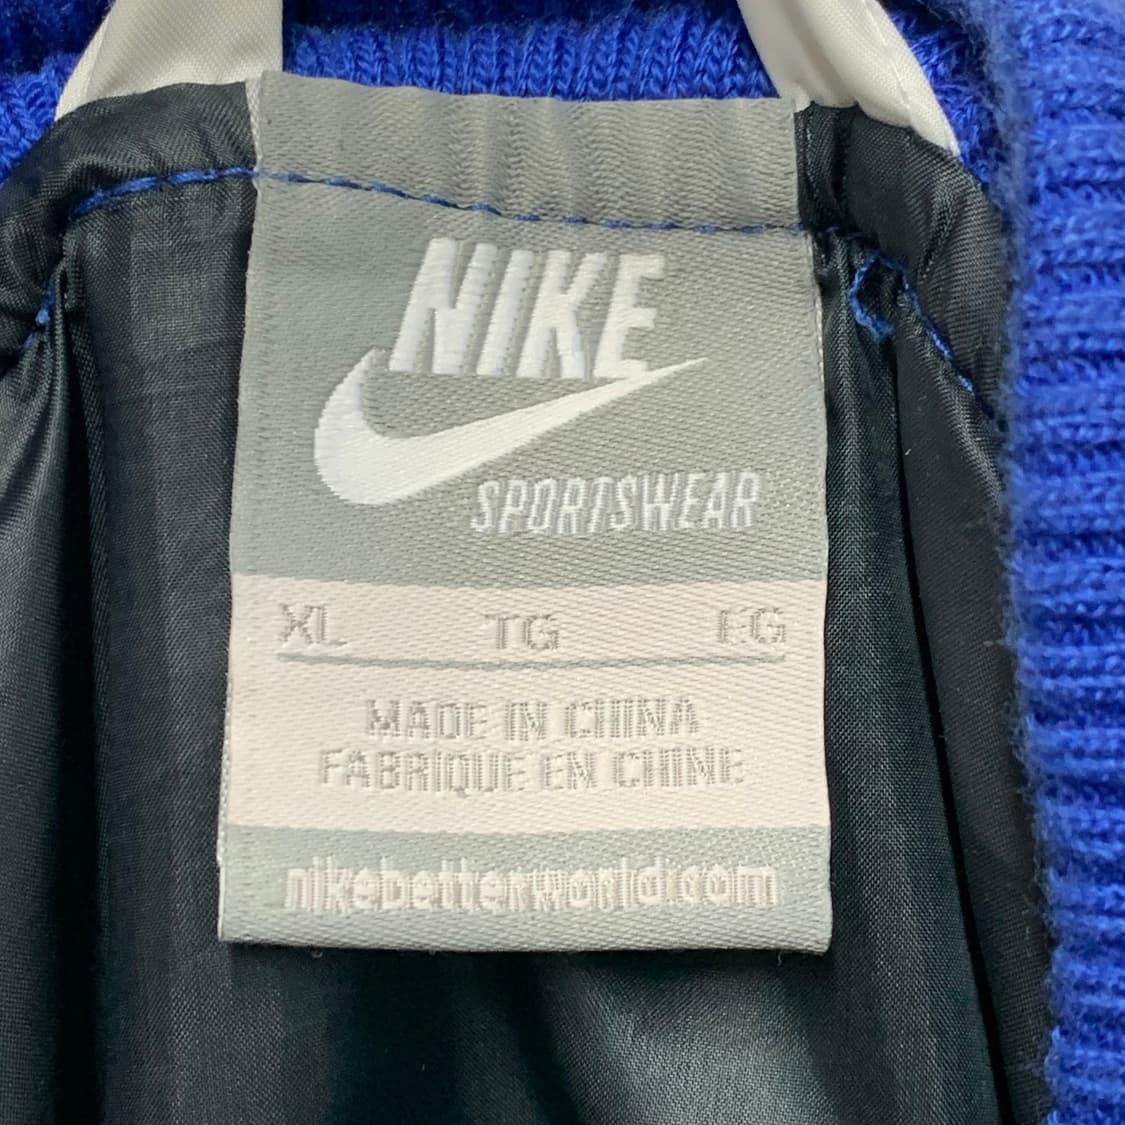 NIKE
SPORTSWEAR
XL TG EG
MADE IN CHINA
FABRIQUE EN CHINE
nikebetterworld.com